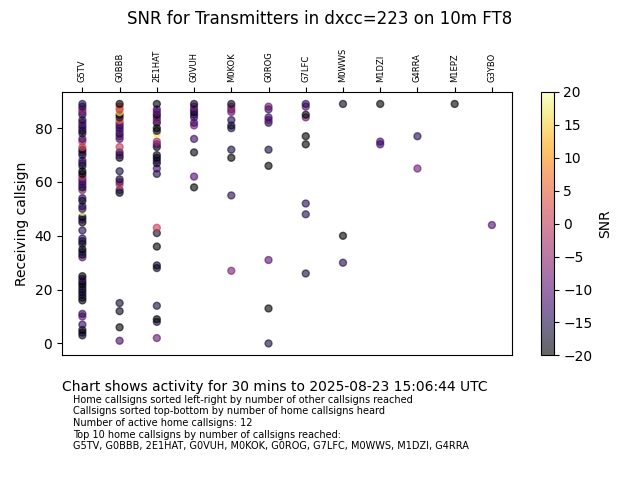 SNR for Transmitters in dxcc=223 on 10m FT8
G5TV G0BBB 2E1HAT G0VUH M0KOK G0ROG G7LFC M0WWS M1DZI G4RRA M1EPZ G3YBO
80
60
40
20
0
Receiving callsign
20
15
10
5
0
−5
−10
−15
−20
SNR
Chart shows activity for 30 mins to 2025-08-23 15:06:44 UTC
Home callsigns sorted left-right by number of other callsigns reached
Callsigns sorted top-bottom by number of home callsigns heard
Number of active home callsigns: 12
Top 10 home callsigns by number of callsigns reached:
G5TV, G0BBB, 2E1HAT, G0VUH, M0KOK, G0ROG, G7LFC, M0WWS, M1DZI, G4RRA